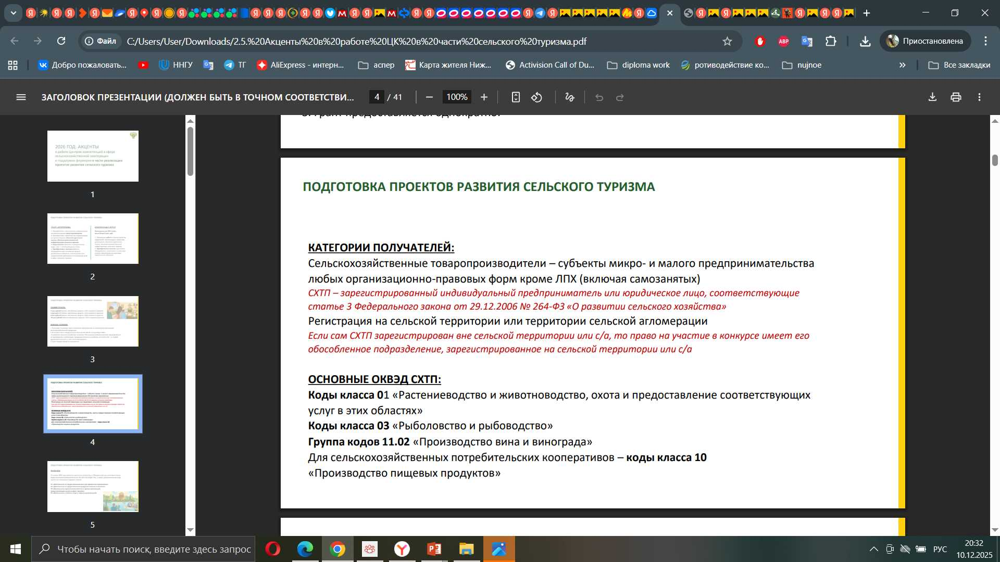 Файл
C:/Users/User/Downloads/2.5.%20Акценты%20в%20работе%20ЦК%20в%20части%20сельского%20туризма.pdf
ABP
Приостановлена
Добро пожаловать...
ННГУ
ТГ
AliExpress - интерн...
аспер
Карта жителя Ниж...
Activision Call of Du...
diploma work
ротиводействие ко...
nujnoe
Все закладки
ЗАГОЛОВОК ПРЕЗЕНТАЦИИ (ДОЛЖЕН БЫТЬ В ТОЧНОМ СООТВЕТСТВИ...
4 / 41
100%
2026 ГОД. АКЦЕНТЫ
1
2
3
4
5
ПОДГОТОВКА ПРОЕКТОВ РАЗВИТИЯ СЕЛЬСКОГО ТУРИЗМА
КАТЕГОРИИ ПОЛУЧАТЕЛЕЙ:
Сельскохозяйственные товаропроизводители – субъекты микро- и малого предпринимательства
любых организационно-правовых форм кроме ЛПХ (включая самозанятых)
СХТП – зарегистрированный индивидуальный предприниматель или юридическое лицо, соответствующие
статье 3 Федерального закона от 29.12.2006 № 264-ФЗ «О развитии сельского хозяйства»
Регистрация на сельской территории или территории сельской агломерации
Если сам СХТП зарегистрирован вне сельской территории или с/а, то право на участие в конкурсе имеет его
обособленное подразделение, зарегистрированное на сельской территории или с/а
ОСНОВНЫЕ ОКВЭД СХТП:
Коды класса 01 «Растениеводство и животноводство, охота и предоставление соответствующих
услуг в этих областях»
Коды класса 03 «Рыболовство и рыбоводство»
Группа кодов 11.02 «Производство вина и винограда»
Для сельскохозяйственных потребительских кооперативов – коды класса 10
«Производство пищевых продуктов»
Чтобы начать поиск, введите здесь запрос
РУС
20:32
10.12.2025